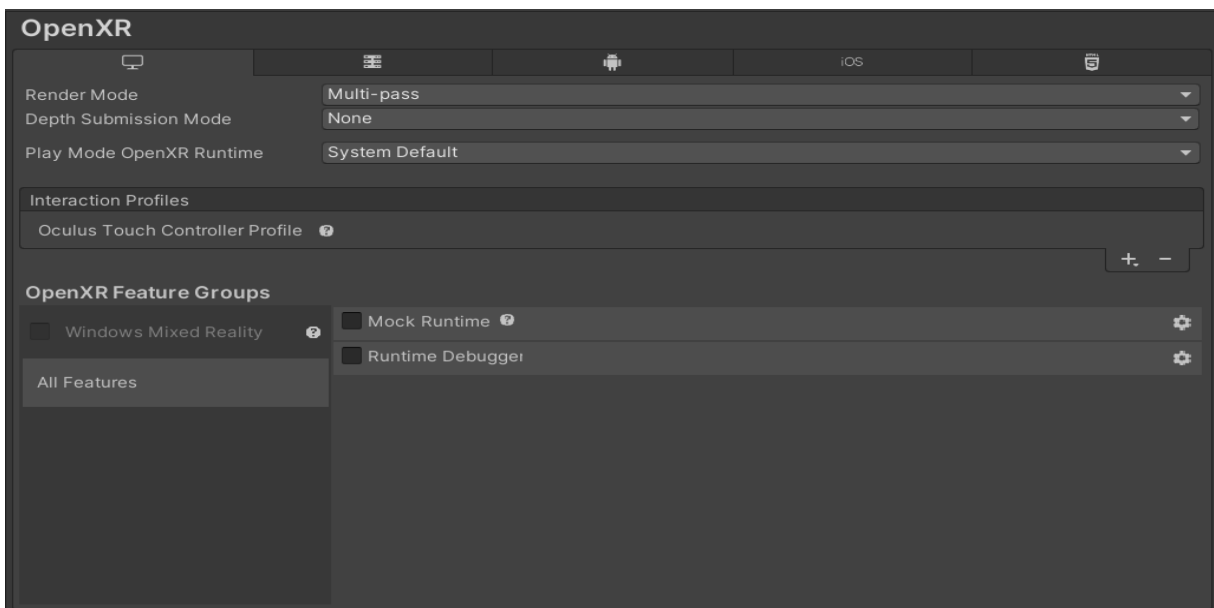 OpenXR
iOS
Render Mode Multi-pass
Depth Submission Mode None
Play Mode OpenXR Runtime System Default
Interaction Profiles
Oculus Touch Controller Profile
OpenXR Feature Groups
Windows Mixed Reality
Mock Runtime
Runtime Debugger
All Features